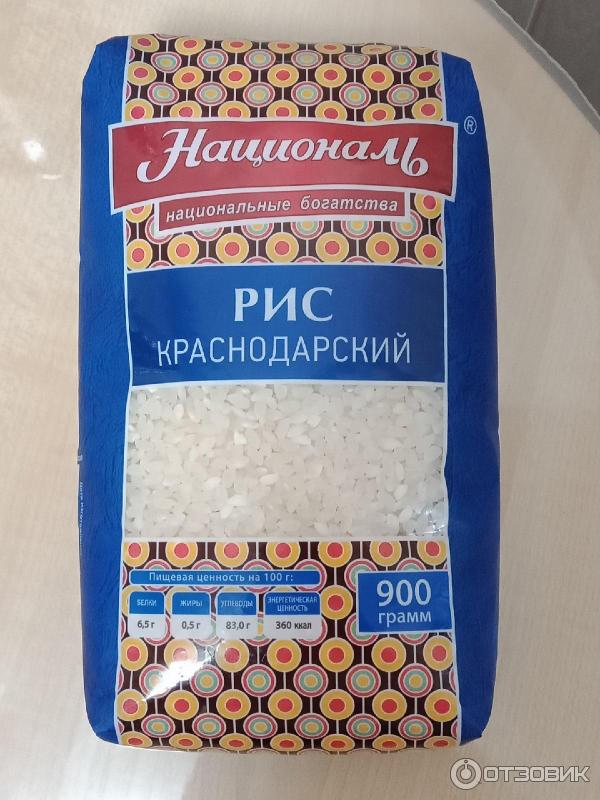 Националь
®
национальные богатства
РИС
КРАСНОДАРСКИЙ
Пищевая ценность на 100 г:
БЕЛКИ ЖИРЫ УГЛЕВОДЫ ЭНЕРГЕТИЧЕСКАЯ
ЦЕННОСТЬ
6,5 г 0,5 г 83,0 г 360 ккал
900
грамм
ОТЗОВИК